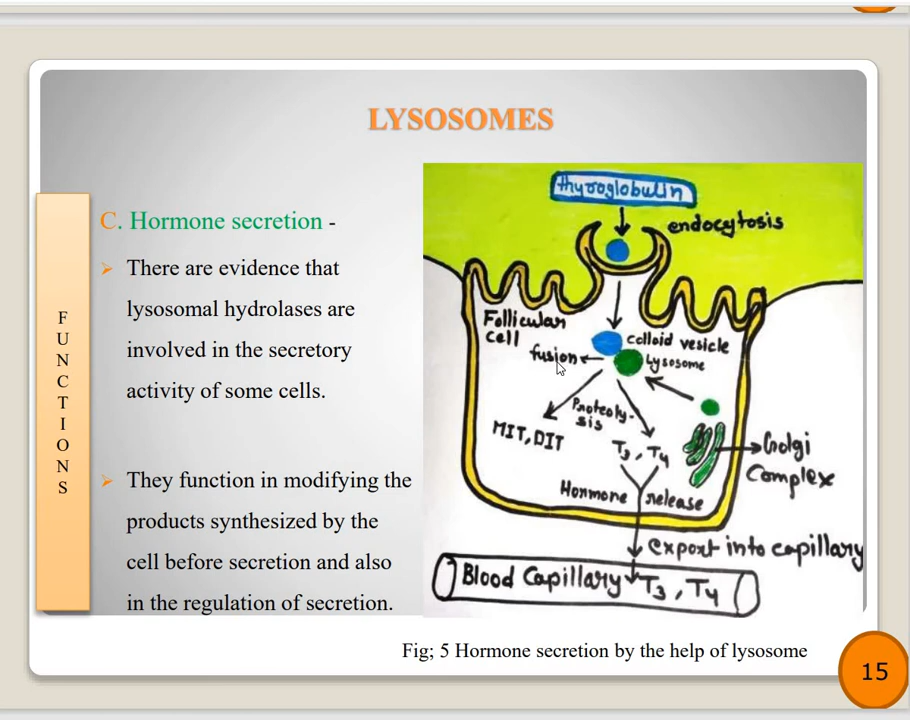 LYSOSOMES
F
U
N
C
T
I
O
N
S
C. Hormone secretion -
There are evidence that
lysosomal hydrolases are
involved in the secretory
activity of some cells.
They function in modifying the
products synthesized by the
cell before secretion and also
in the regulation of secretion.
thyroglobulin
endocytosis
Follicular
cell
colloid vesicle
fusion
Lysosome
Proteoly-
sis
MIT, DIT
T3, T4
Golgi
Complex
Hormone release
export into capillary
Blood Capillary T3, T4
Fig; 5 Hormone secretion by the help of lysosome
15